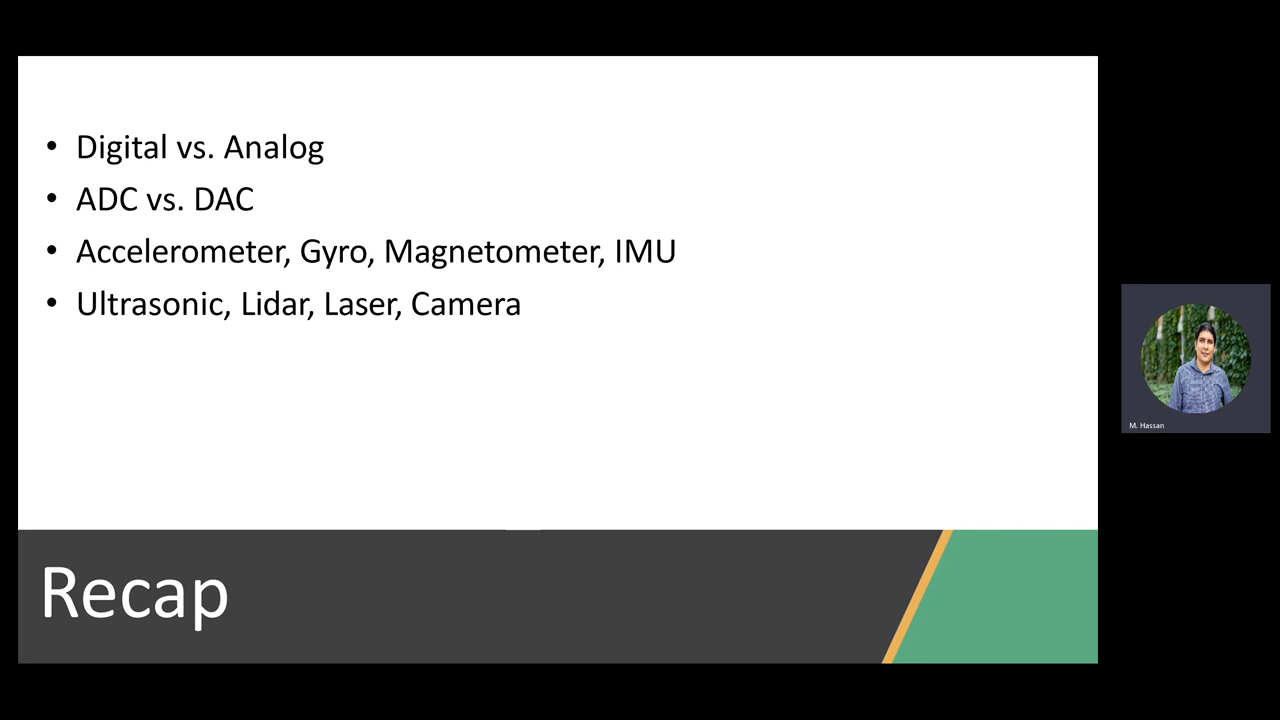 • Digital vs. Analog
• ADC vs. DAC
• Accelerometer, Gyro, Magnetometer, IMU
• Ultrasonic, Lidar, Laser, Camera
Recap
M. Hassan